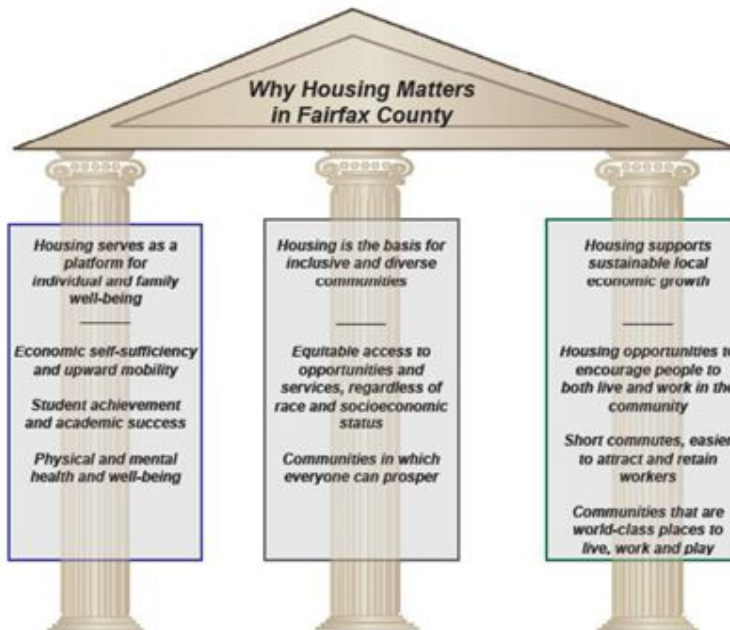 Why Housing Matters
in Fairfax County
Housing serves as a
platform for
individual and family
well-being
Economic self-sufficiency
and upward mobility
Student achievement
and academic success
Physical and mental
health and well-being
Housing is the basis for
inclusive and diverse
communities
Equitable access to
opportunities and
services, regardless of
race and socioeconomic
status
Communities in which
everyone can prosper
Housing supports
sustainable local
economic growth
Housing opportunities to
encourage people to
both live and work in the
community
Short commutes, easier
to attract and retain
workers
Communities that are
world-class places to
live, work and play